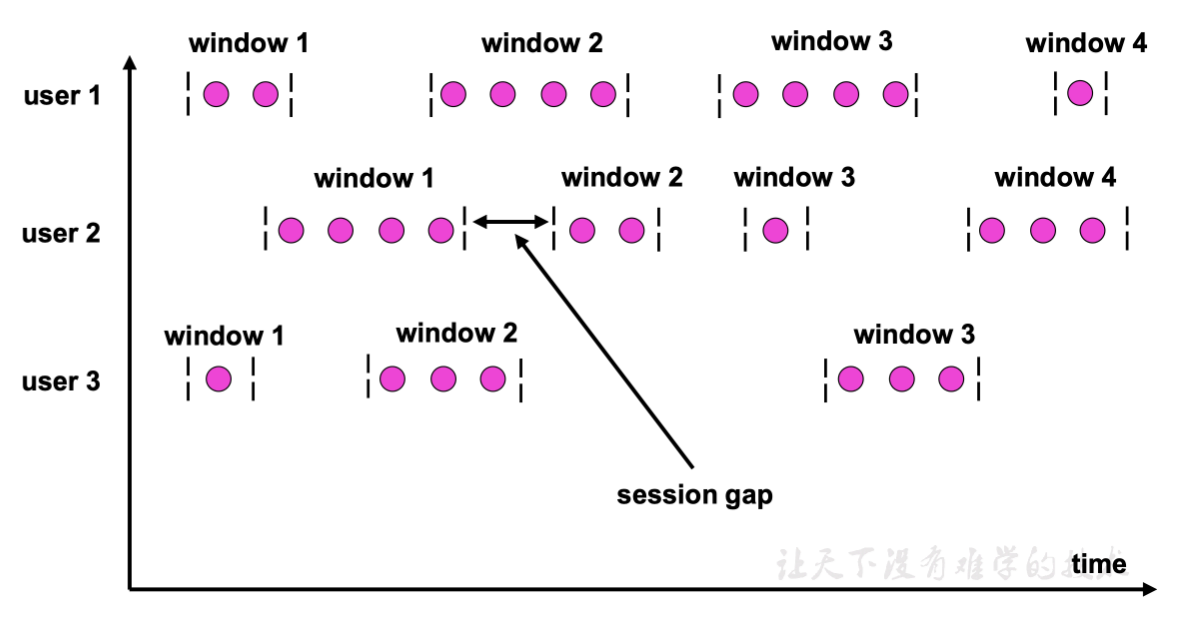 window 1 window 2 window 3 window 4
user 1
window 1 window 2 window 3 window 4
user 2
window 1 window 2 window 3
user 3
session gap
让天下没有难学的技术
time